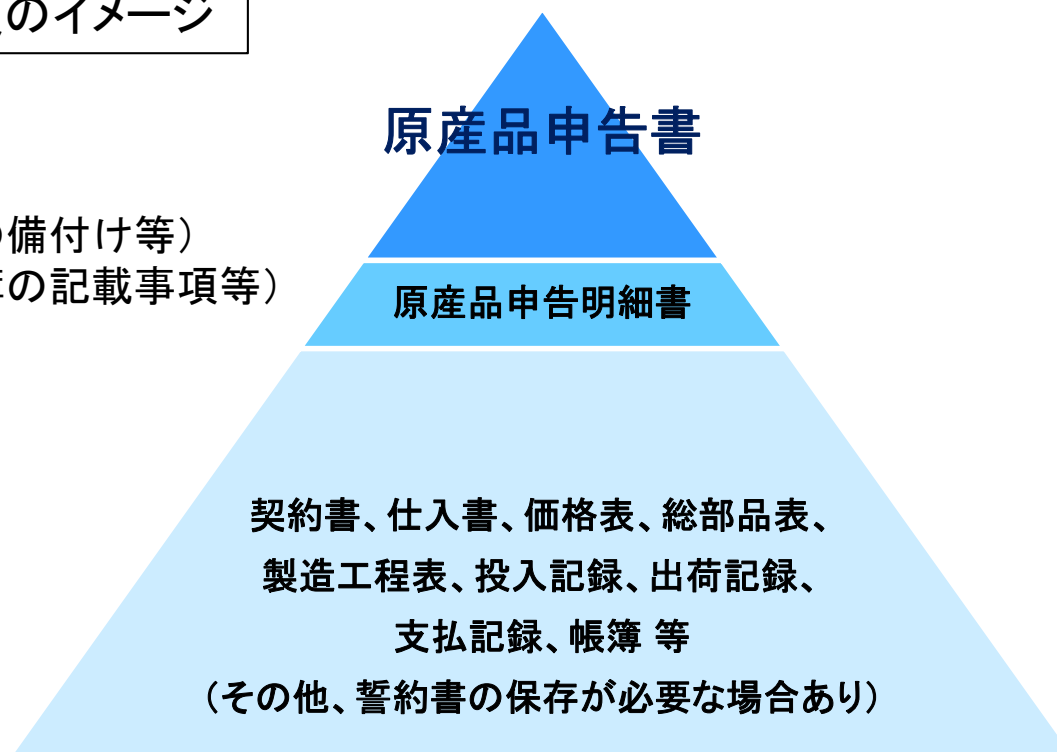 のイメージ
原産品申告書
備付け等）
の記載事項等）
原産品申告明細書
契約書、仕入書、価格表、総部品表、
製造工程表、投入記録、出荷記録、
支払記録、帳簿 等
（その他、誓約書の保存が必要な場合あり）